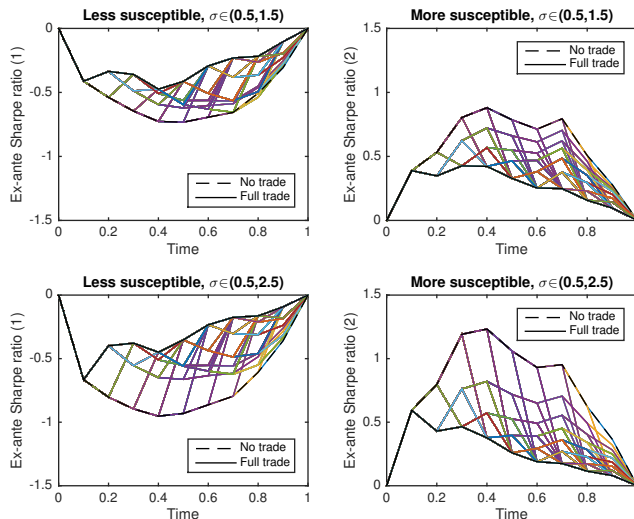 Less susceptible, σ∈(0.5,1.5)
Ex-ante Sharpe ratio (1)
0
-0.5
-1
-1.5
0 0.2 0.4 0.6 0.8 1
Time
No trade
Full trade
More susceptible, σ∈(0.5,1.5)
Ex-ante Sharpe ratio (2)
1.5
1
0.5
0
0 0.2 0.4 0.6 0.8 1
Time
No trade
Full trade
Less susceptible, σ∈(0.5,2.5)
Ex-ante Sharpe ratio (1)
0
-0.5
-1
-1.5
0 0.2 0.4 0.6 0.8 1
Time
No trade
Full trade
More susceptible, σ∈(0.5,2.5)
Ex-ante Sharpe ratio (2)
1.5
1
0.5
0
0 0.2 0.4 0.6 0.8 1
Time
No trade
Full trade